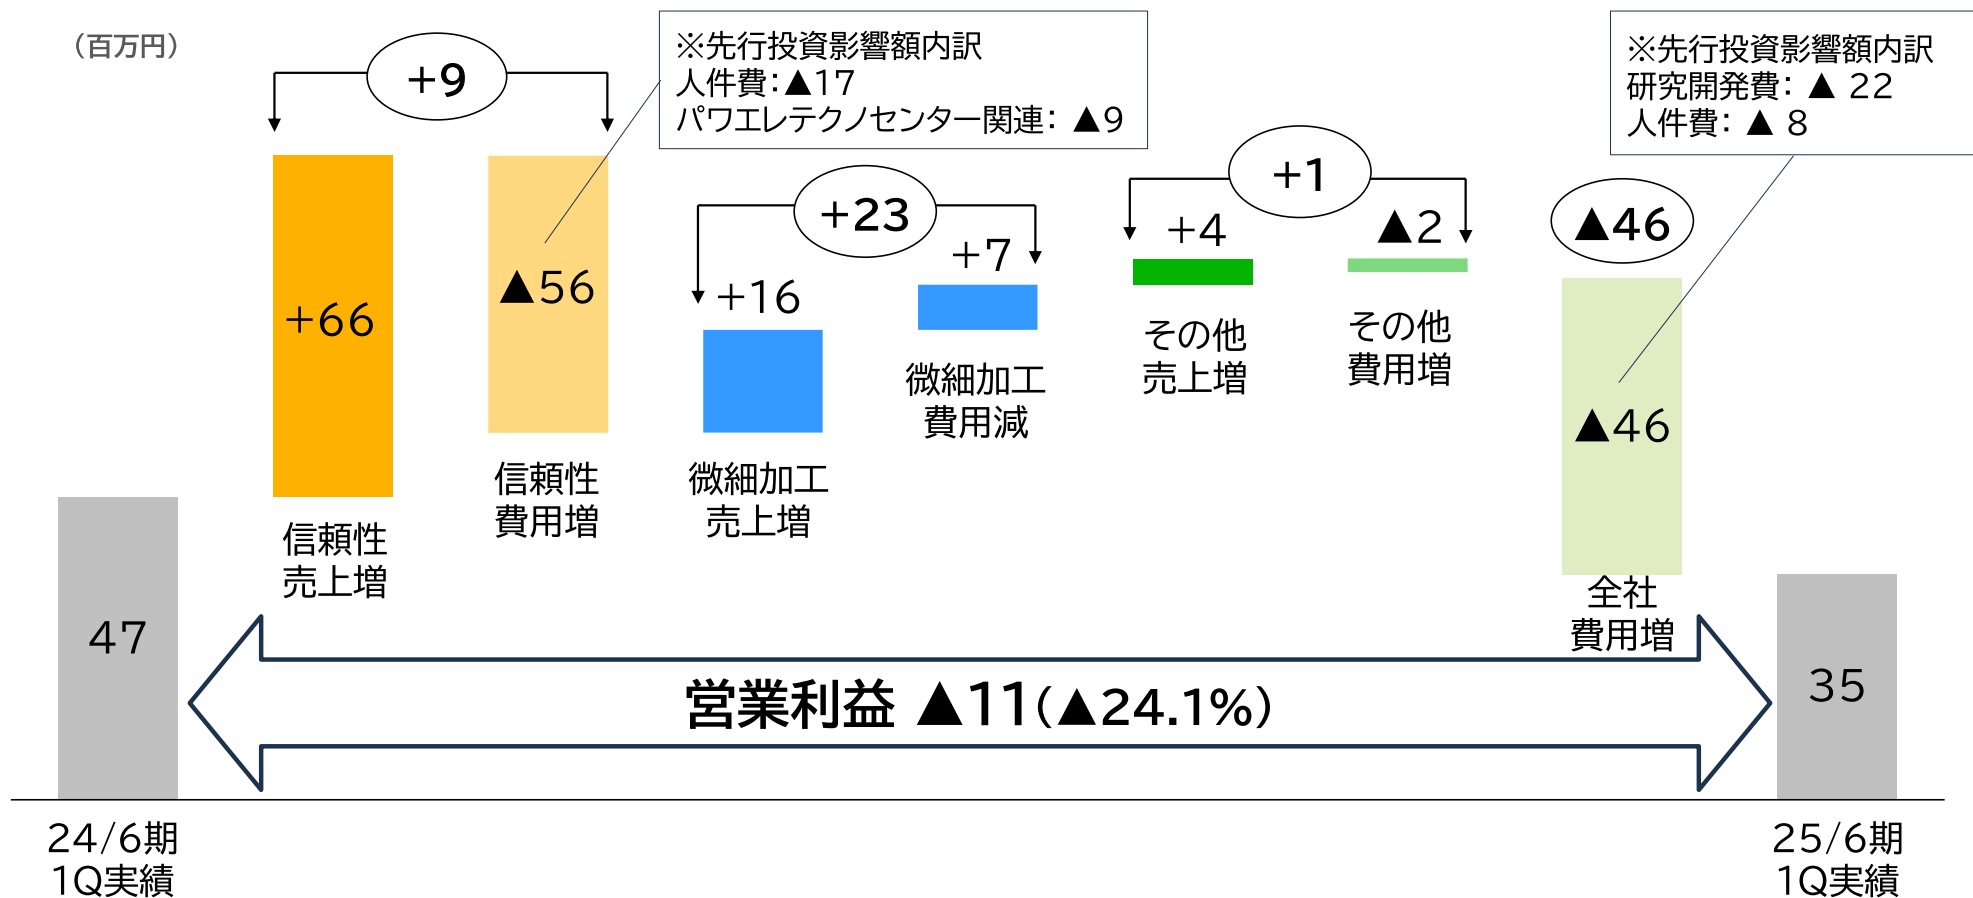 （百万円）
+9
※先行投資影響額内訳
人件費：▲17
パワエレテクノセンター関連： ▲9
※先行投資影響額内訳
研究開発費： ▲ 22
人件費： ▲ 8
+66
▲56
+23
+16
+7
+1
+4
▲2
▲46
▲46
信頼性
売上増
信頼性
費用増
微細加工
売上増
微細加工
費用減
その他
売上増
その他
費用増
全社
費用増
47
営業利益 ▲11(▲24.1%)
35
24/6期
1Q実績
25/6期
1Q実績